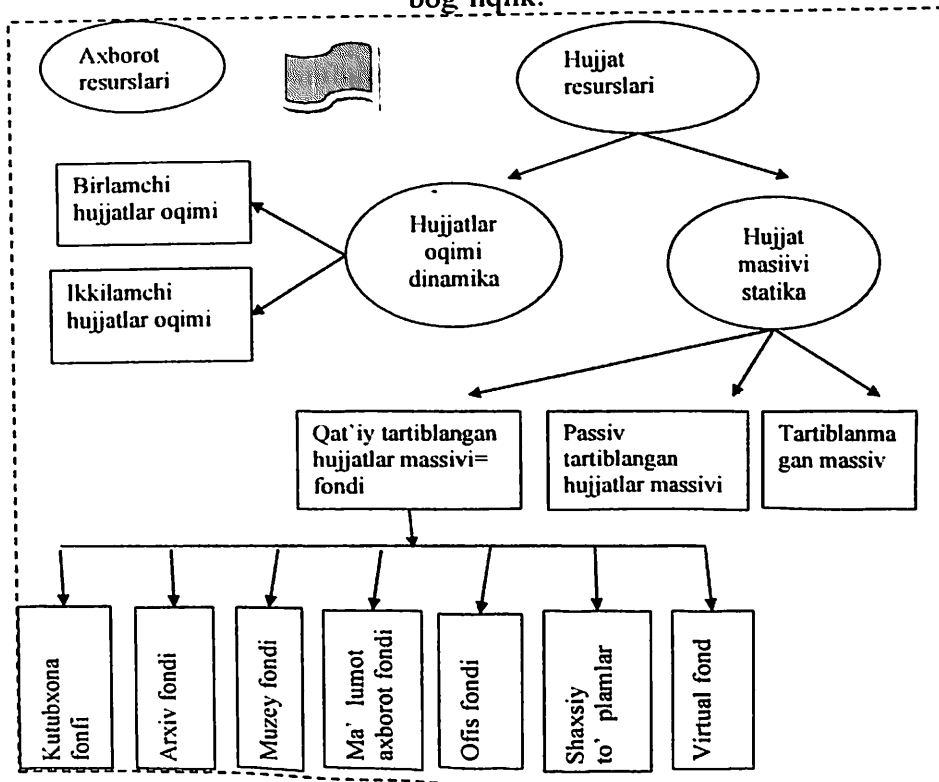 bog`liqlik.
Axborot
resurslari
Hujjat
resurslari
Birlamchi
hujjatlar oqimi
Hujjatlar
oqimi
dinamika
Hujjat
masiivi
statika
Ikkilamchi
hujjatlar oqimi
Qat`iy tartiblangan
hujjatlar massivi=
fondi
Passiv
tartiblangan
hujjatlar massivi
Tartiblanma
gan massiv
Kutubxona
fonfi
Arxiv fondi
Muzey fondi
Ma’ lumot
axborot fondi
Ofis fondi
Shaxsiy
to’ plamlar
Virtual fond